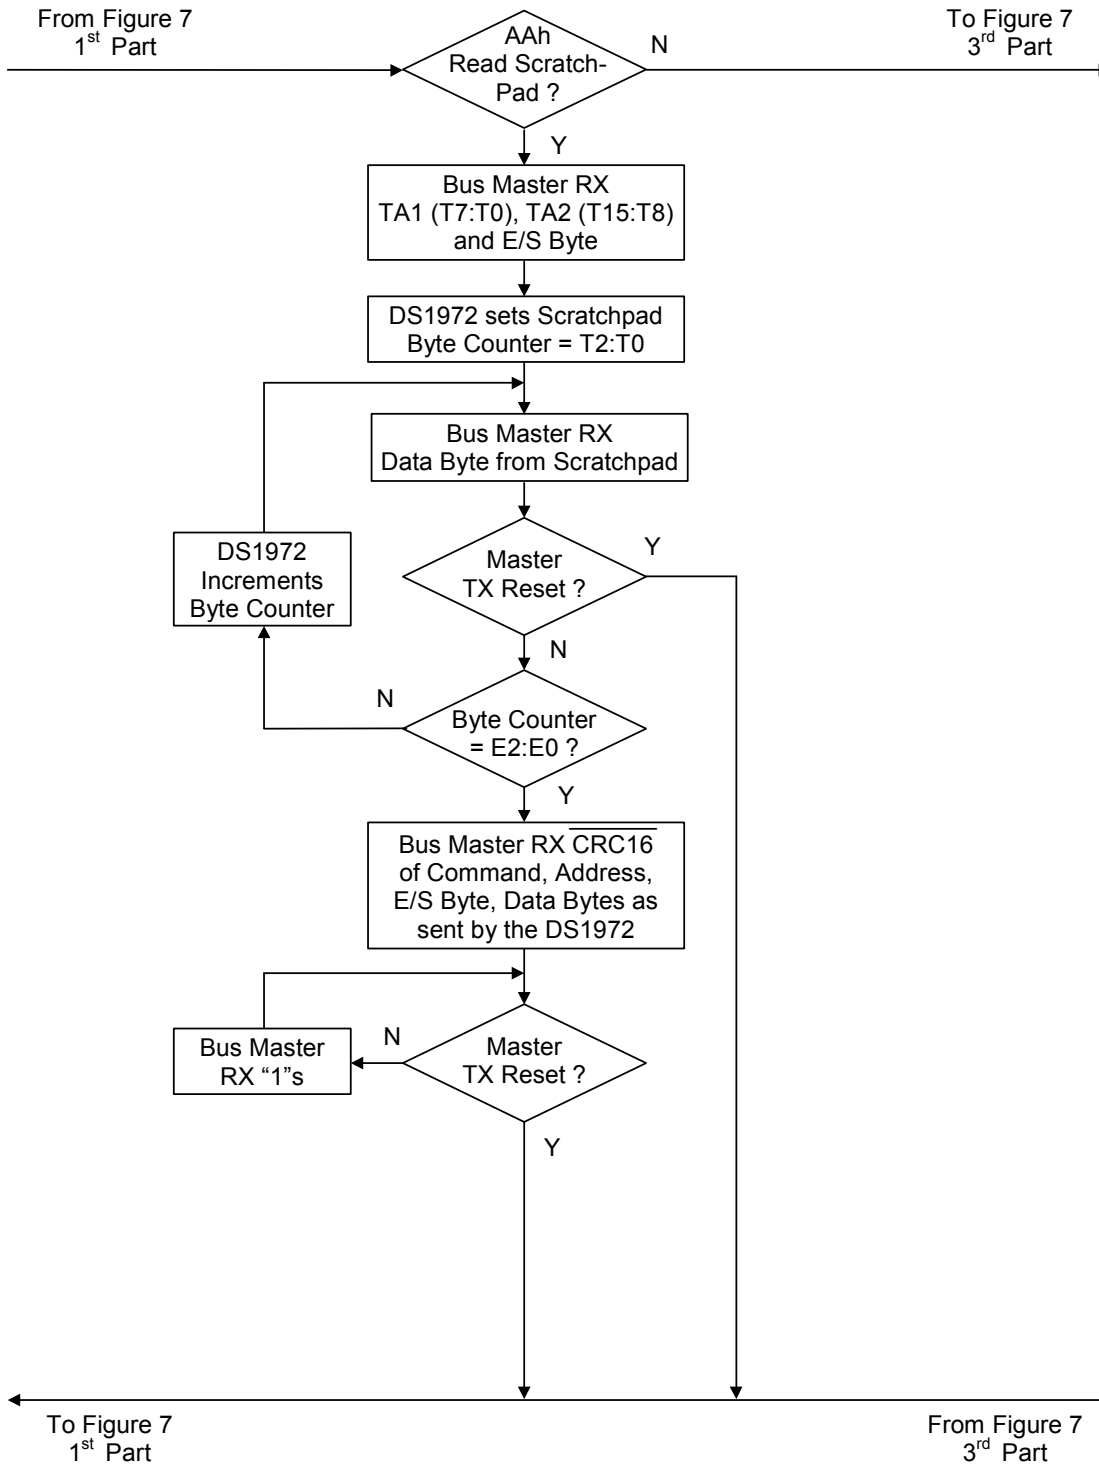 From Figure 7
1st Part
AAh
Read Scratch-
Pad ?
N
To Figure 7
3rd Part
Y
Bus Master RX
TA1 (T7:T0), TA2 (T15:T8)
and E/S Byte
DS1972 sets Scratchpad
Byte Counter = T2:T0
Bus Master RX
Data Byte from Scratchpad
DS1972
Increments
Byte Counter
Master
TX Reset ?
Y
N
N
Byte Counter
= E2:E0 ?
Y
Bus Master RX CRC16
of Command, Address,
E/S Byte, Data Bytes as
sent by the DS1972
Bus Master
RX “1”s
N
Master
TX Reset ?
Y
To Figure 7
1st Part
From Figure 7
3rd Part